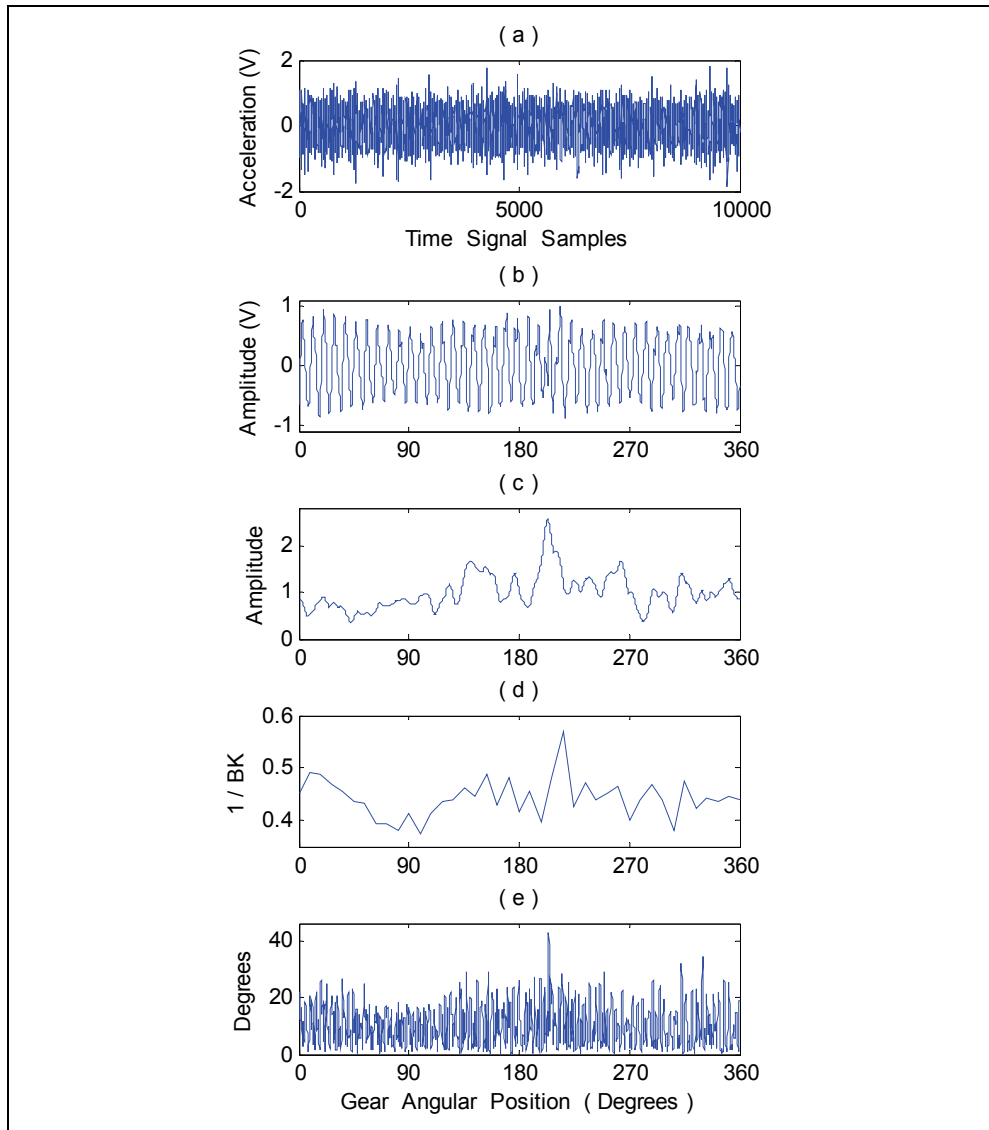 ( a )
2
0
-2
Acceleration (V)
0 5000 10000
Time Signal Samples
( b )
1
0
-1
Amplitude (V)
0 90 180 270 360
( c )
2
1
0
Amplitude
0 90 180 270 360
( d )
0.6
0.5
0.4
1 / BK
0 90 180 270 360
( e )
40
20
0
Degrees
0 90 180 270 360
Gear Angular Position ( Degrees )